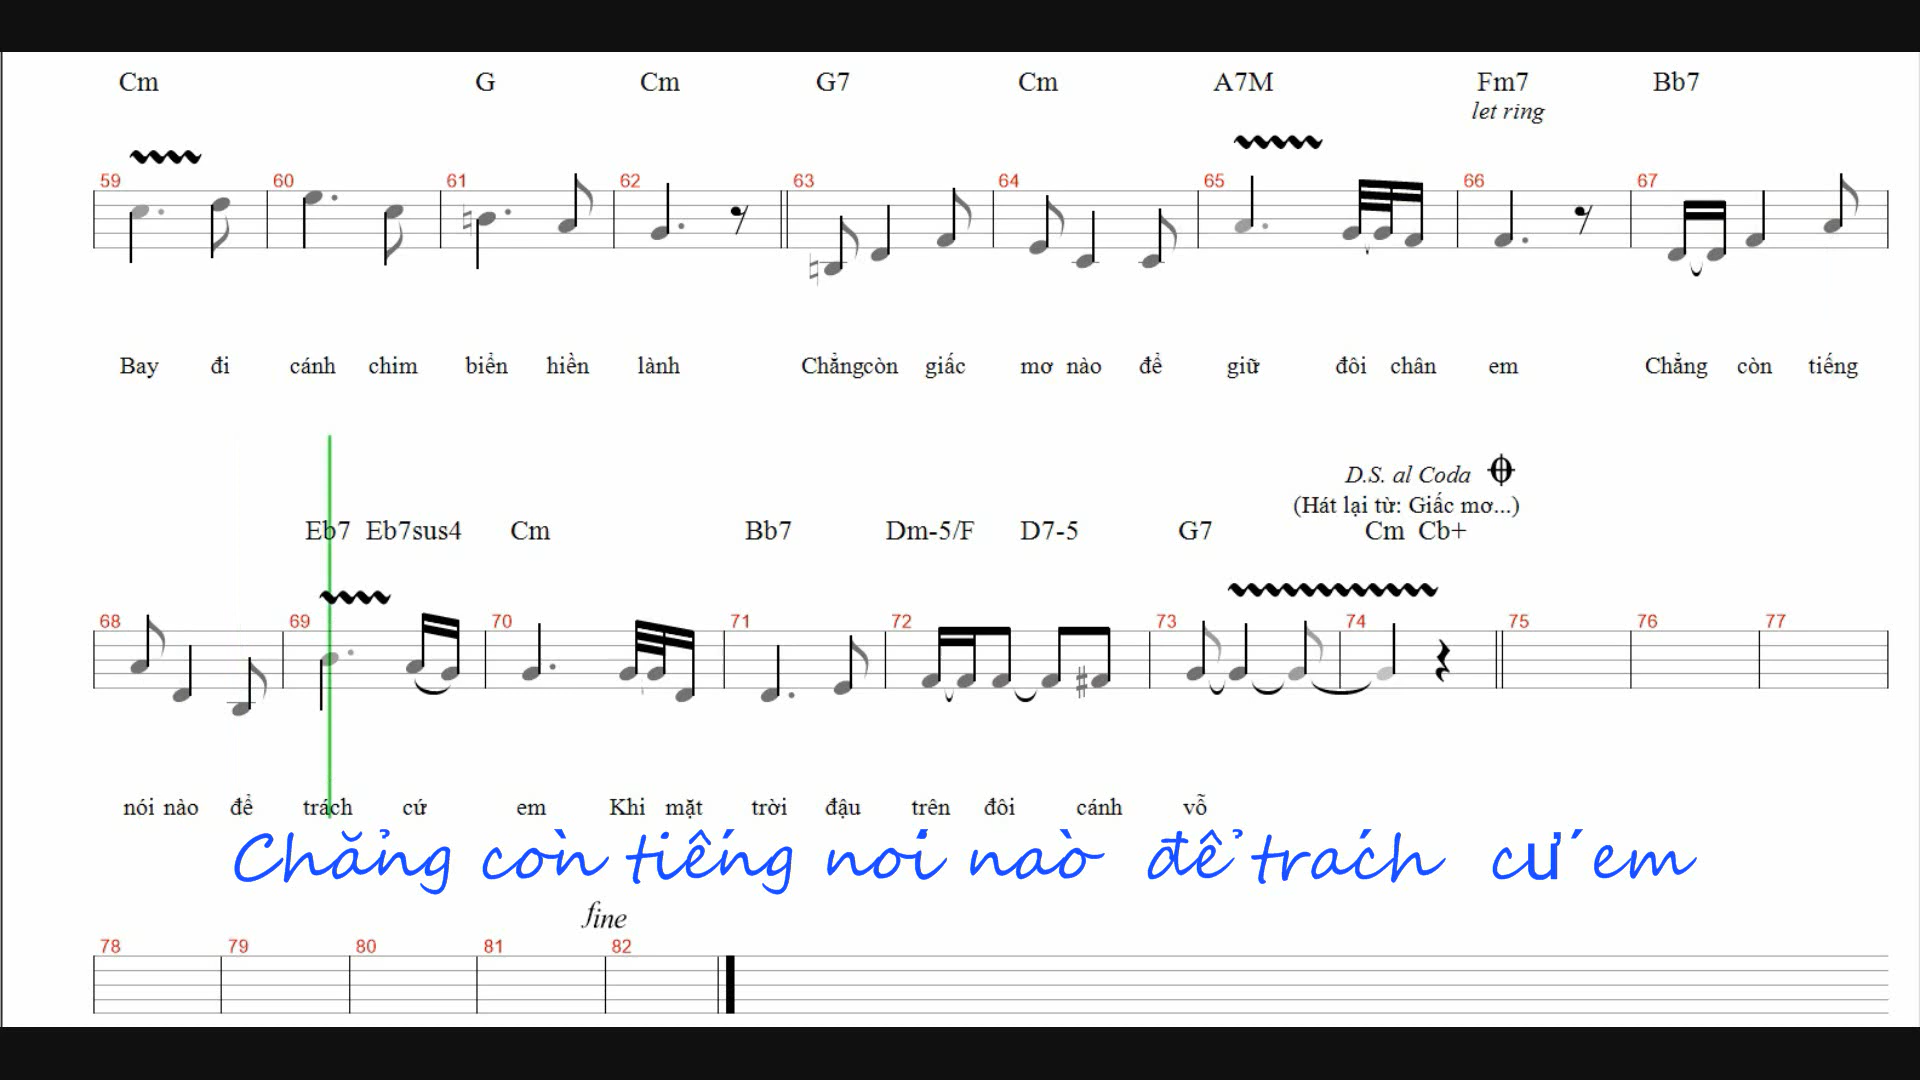 Cm G Cm G7 Cm A7M Fm7 Bb7
let ring
59 60 61 62 63 64 65 66 67
Bay đi cánh chim biển hiền lành Chẳngcòn giấc mơ nào để giữ đôi chân em Chẳng còn tiếng
D.S. al Coda
(Hát lại từ: Giấc mơ...)
Eb7 Eb7sus4 Cm Bb7 Dm-5/F D7-5 G7 Cm Cb+
68 69 70 71 72 73 74 75 76 77
nói nào để trách cứ em Khi mặt trời đậu trên đôi cánh vỗ
Chẳng còn tiếng nói nào để trách cứ em
fine
78 79 80 81 82